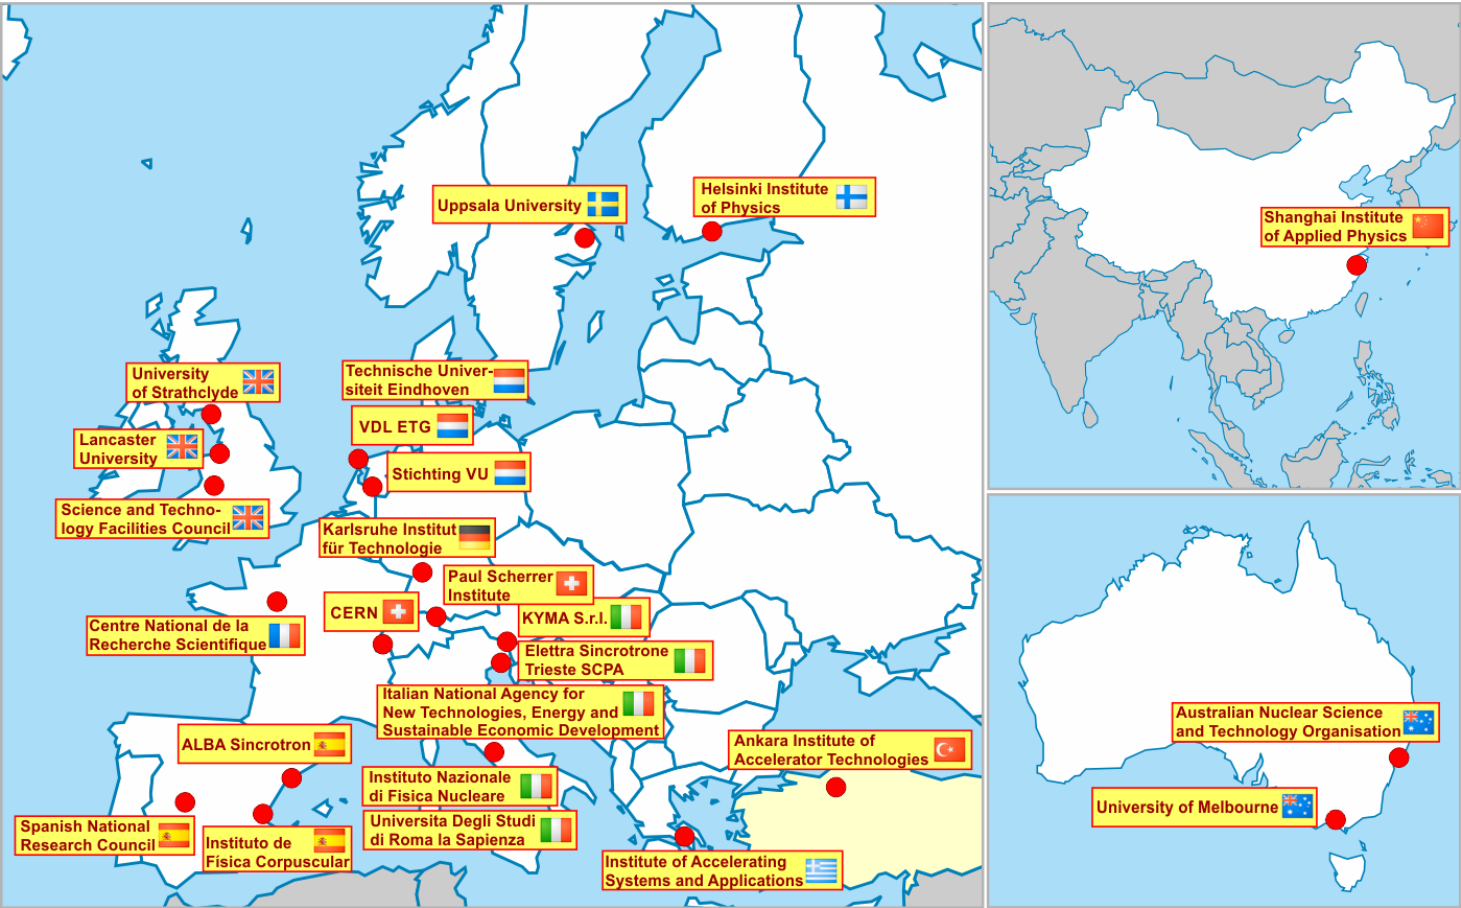 Uppsala University
Helsinki Institute
of Physics
University
of Strathclyde
Lancaster
University
Science and Techno-
logy Facilities Council
Technische Univer-
siteit Eindhoven
VDL ETG
Stichting VU
Karlsruhe Institut
für Technologie
Paul Scherrer
Institute
CERN
KYMA S.r.l.
Centre National de la
Recherche Scientifique
Elettra Sincrotrone
Trieste SCPA
Italian National Agency for
New Technologies, Energy and
Sustainable Economic Development
ALBA Sincrotron
Ankara Institute of
Accelerator Technologies
Instituto Nazionale
di Fisica Nucleare
Universita Degli Studi
di Roma la Sapienza
Spanish National
Research Council
Instituto de
Física Corpuscular
Institute of Accelerating
Systems and Applications
Shanghai Institute
of Applied Physics
Australian Nuclear Science
and Technology Organisation
University of Melbourne